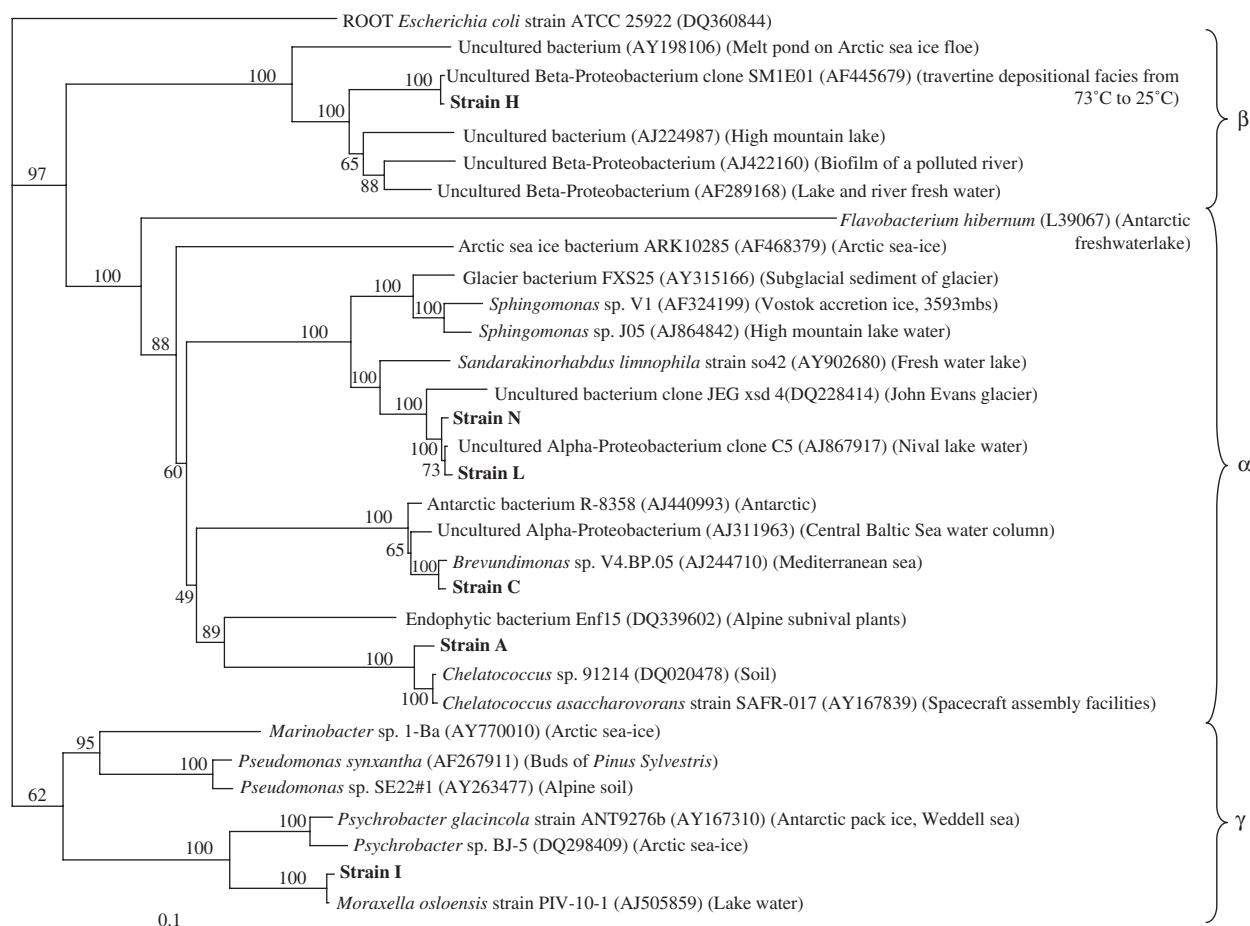 ROOT Escherichia coli strain ATCC 25922 (DQ360844)
Uncultured bacterium (AY198106) (Melt pond on Arctic sea ice floe)
100
Uncultured Beta-Proteobacterium clone SM1E01 (AF445679) (travertine depositional facies from
73˚C to 25˚C)
100
Strain H
100
β
Uncultured bacterium (AJ224987) (High mountain lake)
65
Uncultured Beta-Proteobacterium (AJ422160) (Biofilm of a polluted river)
97
88
Uncultured Beta-Proteobacterium (AF289168) (Lake and river fresh water)
Flavobacterium hibernum (L39067) (Antarctic
freshwaterlake)
Arctic sea ice bacterium ARK10285 (AF468379) (Arctic sea-ice)
100
Glacier bacterium FXS25 (AY315166) (Subglacial sediment of glacier)
100
Sphingomonas sp. V1 (AF324199) (Vostok accretion ice, 3593mbs)
100
100
Sphingomonas sp. J05 (AJ864842) (High mountain lake water)
88
Sandarakinorhabdus limnophila strain so42 (AY902680) (Fresh water lake)
100
Uncultured bacterium clone JEG xsd 4(DQ228414) (John Evans glacier)
100
Strain N
100
Uncultured Alpha-Proteobacterium clone C5 (AJ867917) (Nival lake water)
73
Strain L
60
α
Antarctic bacterium R-8358 (AJ440993) (Antarctic)
100
Uncultured Alpha-Proteobacterium (AJ311963) (Central Baltic Sea water column)
65
Brevundimonas sp. V4.BP.05 (AJ244710) (Mediterranean sea)
100
Strain C
49
Endophytic bacterium Enf15 (DQ339602) (Alpine subnival plants)
89
Strain A
100
Chelatococcus sp. 91214 (DQ020478) (Soil)
100
Chelatococcus asaccharovorans strain SAFR-017 (AY167839) (Spacecraft assembly facilities)
Marinobacter sp. 1-Ba (AY770010) (Arctic sea-ice)
95
Pseudomonas synxantha (AF267911) (Buds of Pinus Sylvestris)
100
Pseudomonas sp. SE22#1 (AY263477) (Alpine soil)
62
Psychrobacter glacincola strain ANT9276b (AY167310) (Antarctic pack ice, Weddell sea)
100
γ
Psychrobacter sp. BJ-5 (DQ298409) (Arctic sea-ice)
100
Strain I
100
Moraxella osloensis strain PIV-10-1 (AJ505859) (Lake water)
0.1